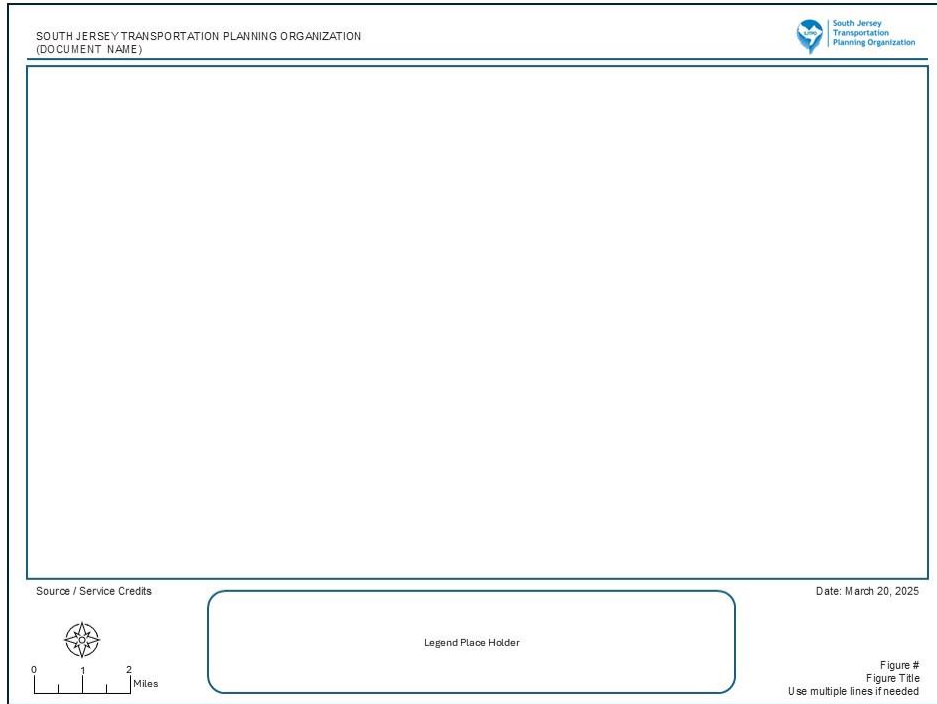 SOUTH JERSEY TRANSPORTATION PLANNING ORGANIZATION
(DOCUMENT NAME)
SJTPO
South Jersey
Transportation
Planning Organization
Source / Service Credits
Date: March 20, 2025
Legend Place Holder
0 1 2
Miles
Figure #
Figure Title
Use multiple lines if needed